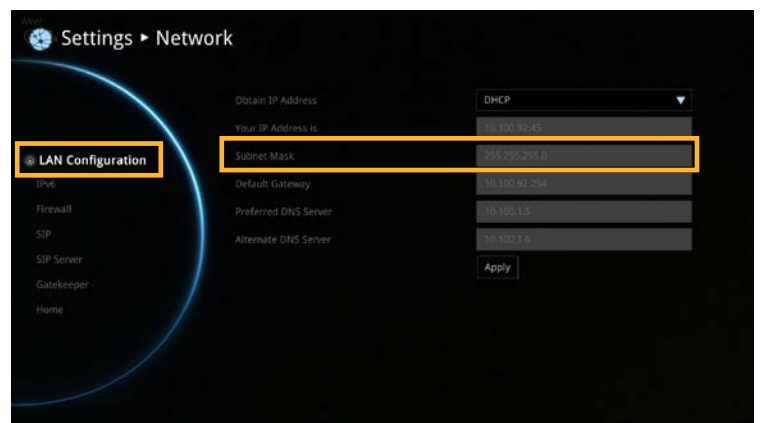 AVer
Settings ▸ Network
Obtain IP Address DHCP
Your IP Address is 10.100.92.45
LAN Configuration
Subnet Mask 255.255.255.0
IPv6
Default Gateway 10.100.92.254
Firewall
Preferred DNS Server 10.100.1.5
SIP
Alternate DNS Server 10.100.1.6
SIP Server
Apply
Gatekeeper
Home